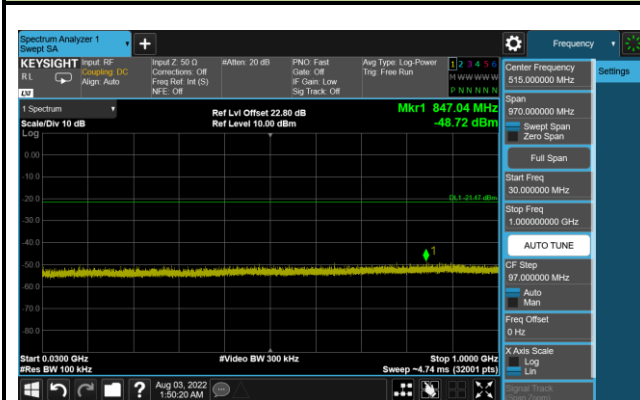 Spectrum Analyzer 1
Swept SA
Frequency
KEYSIGHT
RL
LXI
Input: RF
Coupling: DC
Align: Auto
Input Z: 50 Ω
Corrections: Off
Freq Ref: Int (S)
NFE: Off
#Atten: 20 dB
PNO: Fast
Gate: Off
IF Gain: Low
Sig Track: Off
Avg Type: Log-Power
Trig: Free Run
1 2 3 4 5 6
M W W W W W
P N N N N N
1 Spectrum
Scale/Div 10 dB
Log
Ref Lvl Offset 22.80 dB
Ref Level 10.00 dBm
Mkr1 847.04 MHz
-48.72 dBm
0.00
-10.0
-20.0
-30.0
-40.0
-50.0
-60.0
-70.0
-80.0
DL1 -21.47 dBm
1
Start 0.0300 GHz
#Res BW 100 kHz
#Video BW 300 kHz
Stop 1.0000 GHz
Sweep ~4.74 ms (32001 pts)
Center Frequency
515.000000 MHz
Span
970.000000 MHz
Swept Span
Zero Span
Full Span
Start Freq
30.000000 MHz
Stop Freq
1.000000000 GHz
AUTO TUNE
CF Step
97.000000 MHz
Auto
Man
Freq Offset
0 Hz
X Axis Scale
Log
Lin
Signal Track
(Span Zoom)
Settings
Aug 03, 2022
1:50:20 AM